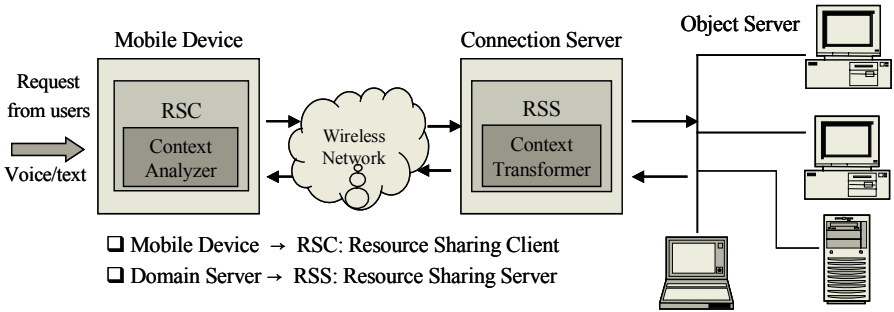 Mobile Device
Connection Server
Object Server
Request
from users
Voice/text
RSC
Context
Analyzer
Wireless
Network
RSS
Context
Transformer
❑ Mobile Device → RSC: Resource Sharing Client
❑ Domain Server → RSS: Resource Sharing Server